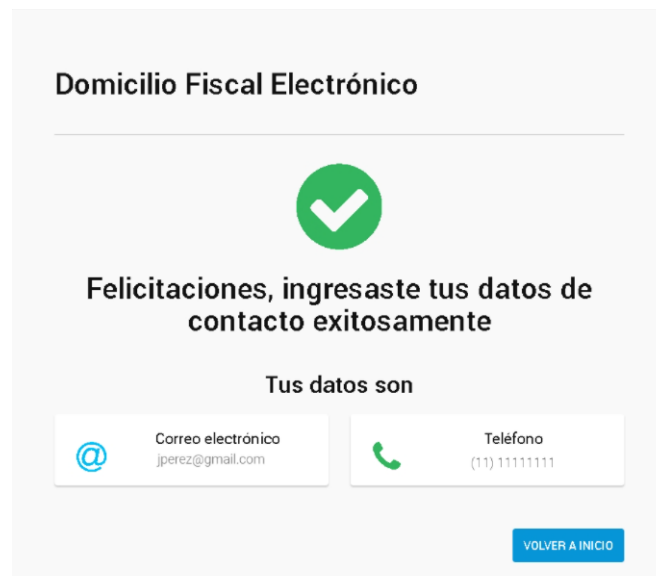 Domicilio Fiscal Electrónico
Felicitaciones, ingresaste tus datos de
contacto exitosamente
Tus datos son
@
Correo electrónico
jperez@gmail.com
Teléfono
(11) 11111111
VOLVER A INICIO